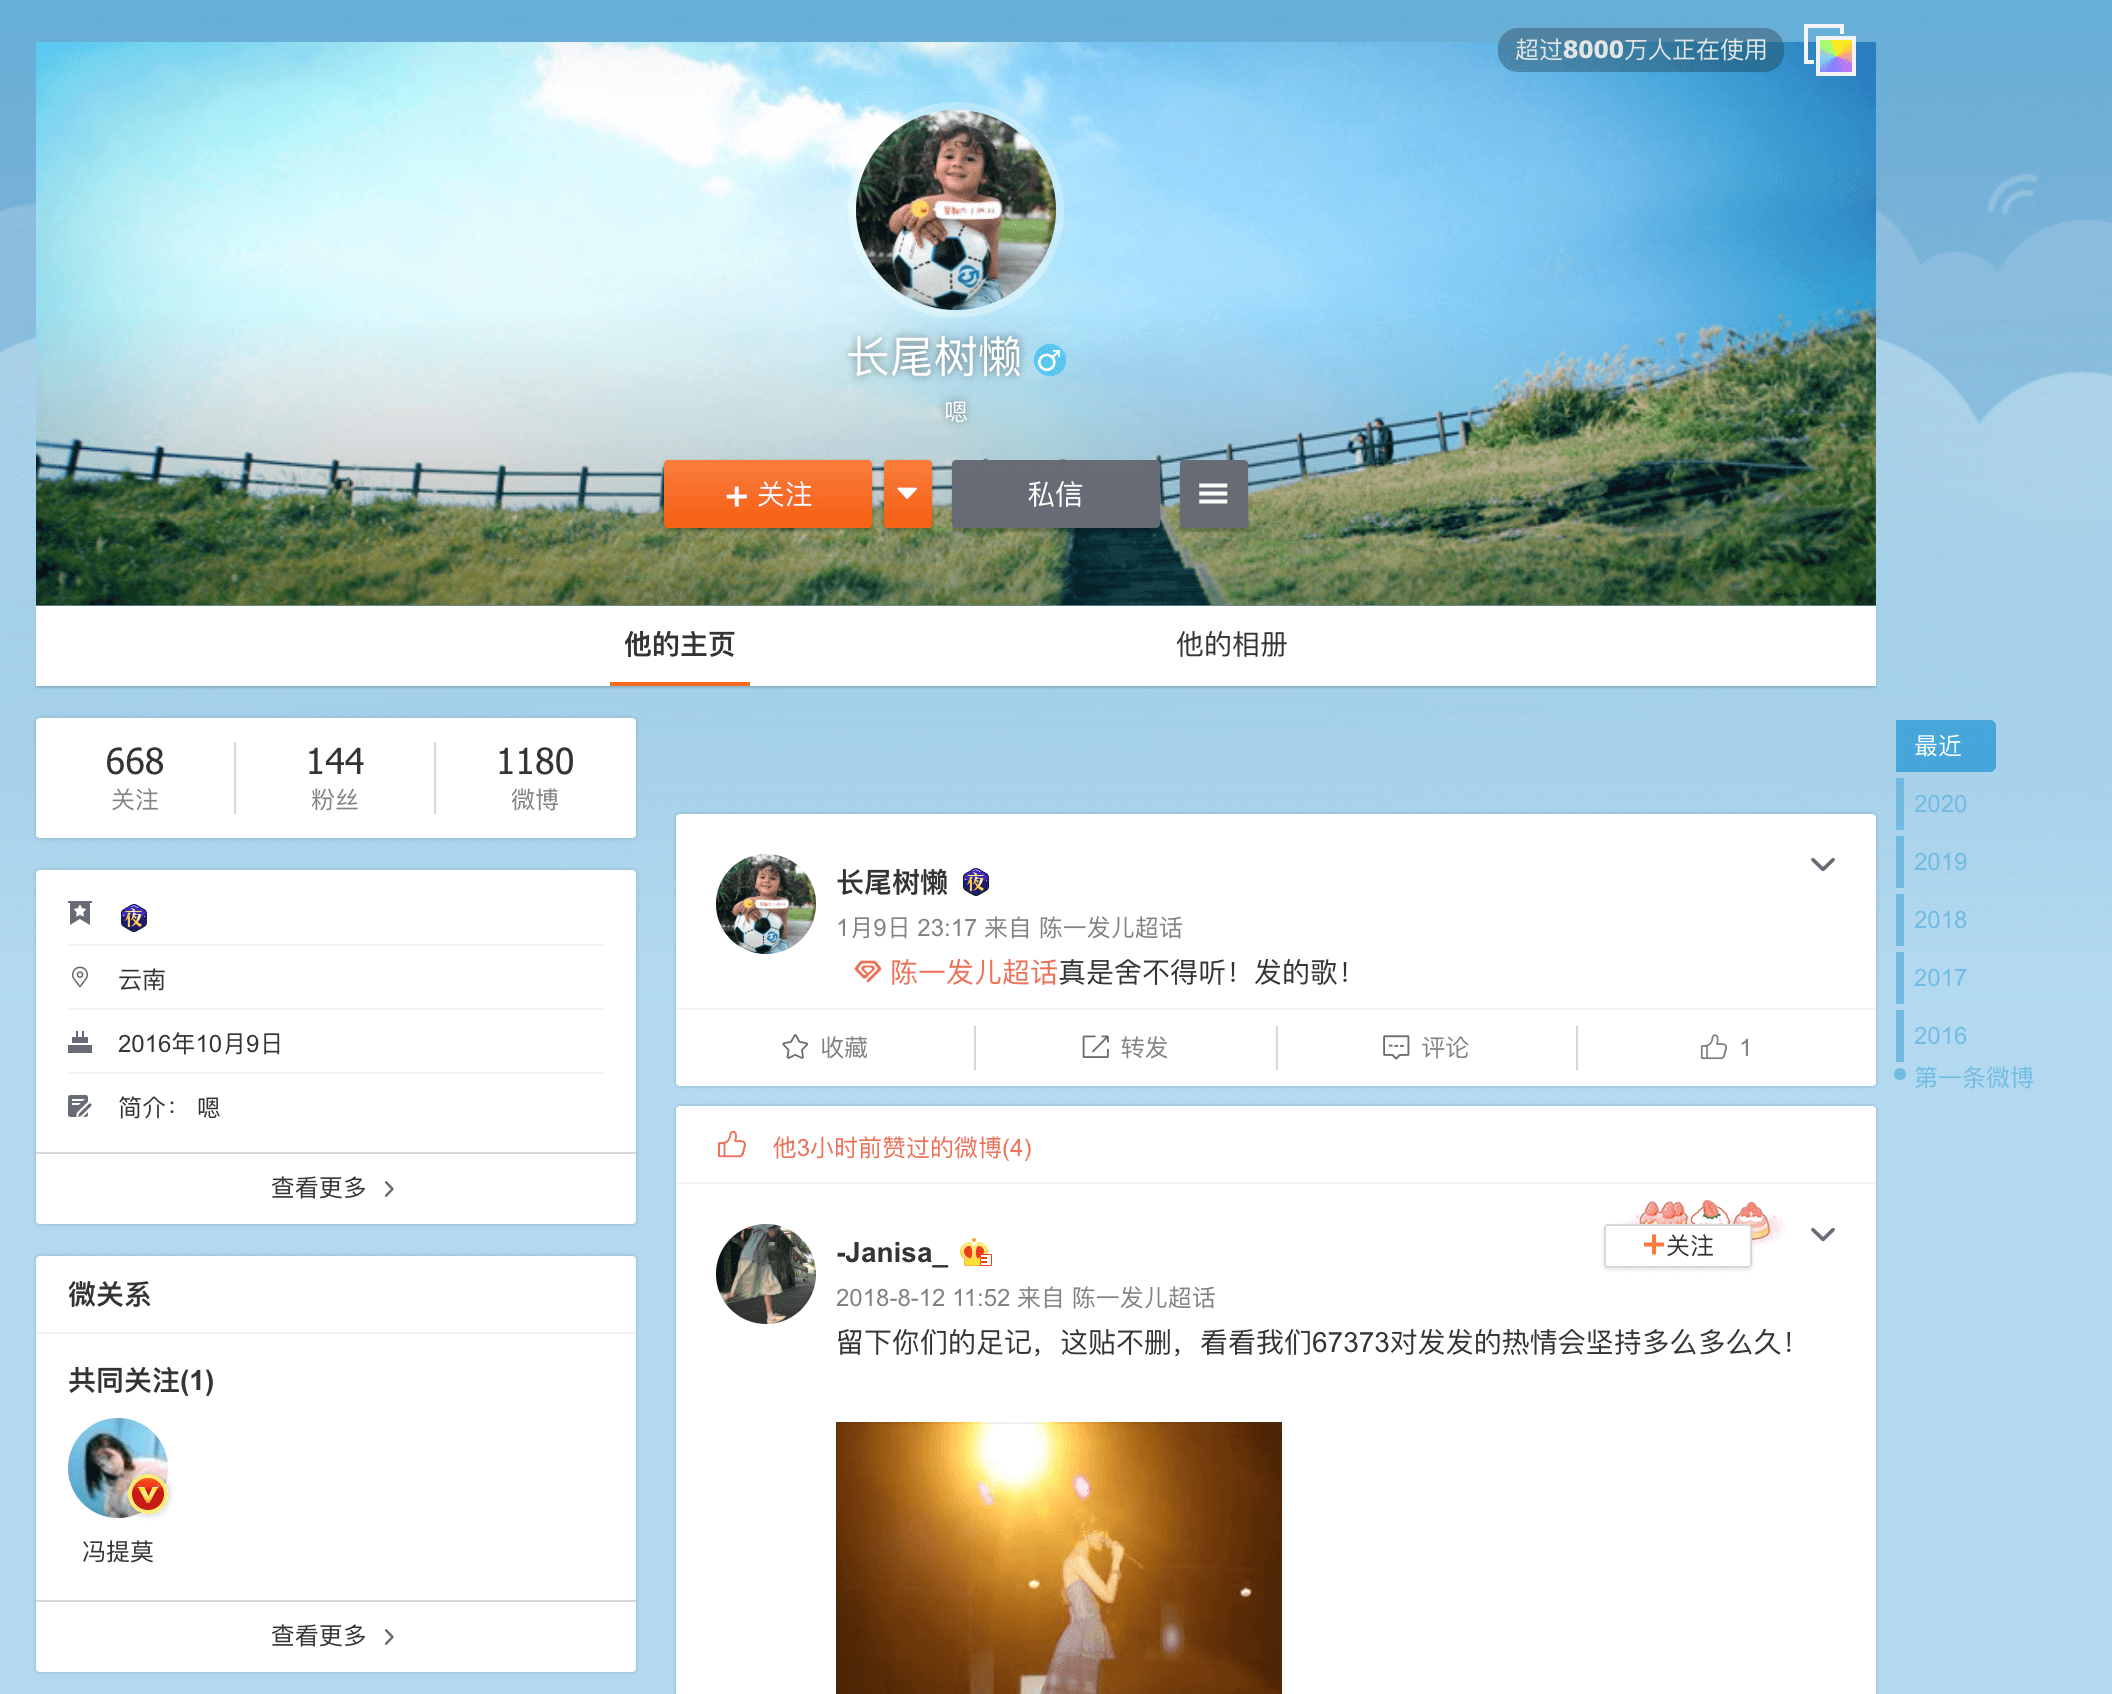 超过8000万人正在使用
长尾树懒
嗯
+ 关注
私信
他的主页
他的相册
668
关注
144
粉丝
1180
微博
夜
云南
2016年10月9日
简介： 嗯
查看更多
微关系
共同关注(1)
V
冯提莫
查看更多
长尾树懒 夜
1月9日 23:17 来自 陈一发儿超话
陈一发儿超话真是舍不得听！发的歌！
收藏
转发
评论
1
他3小时前赞过的微博(4)
-Janisa_
+关注
2018-8-12 11:52 来自 陈一发儿超话
留下你们的足记，这贴不删，看看我们67373对发发的热情会坚持多么多么久！
最近
2020
2019
2018
2017
2016
第一条微博